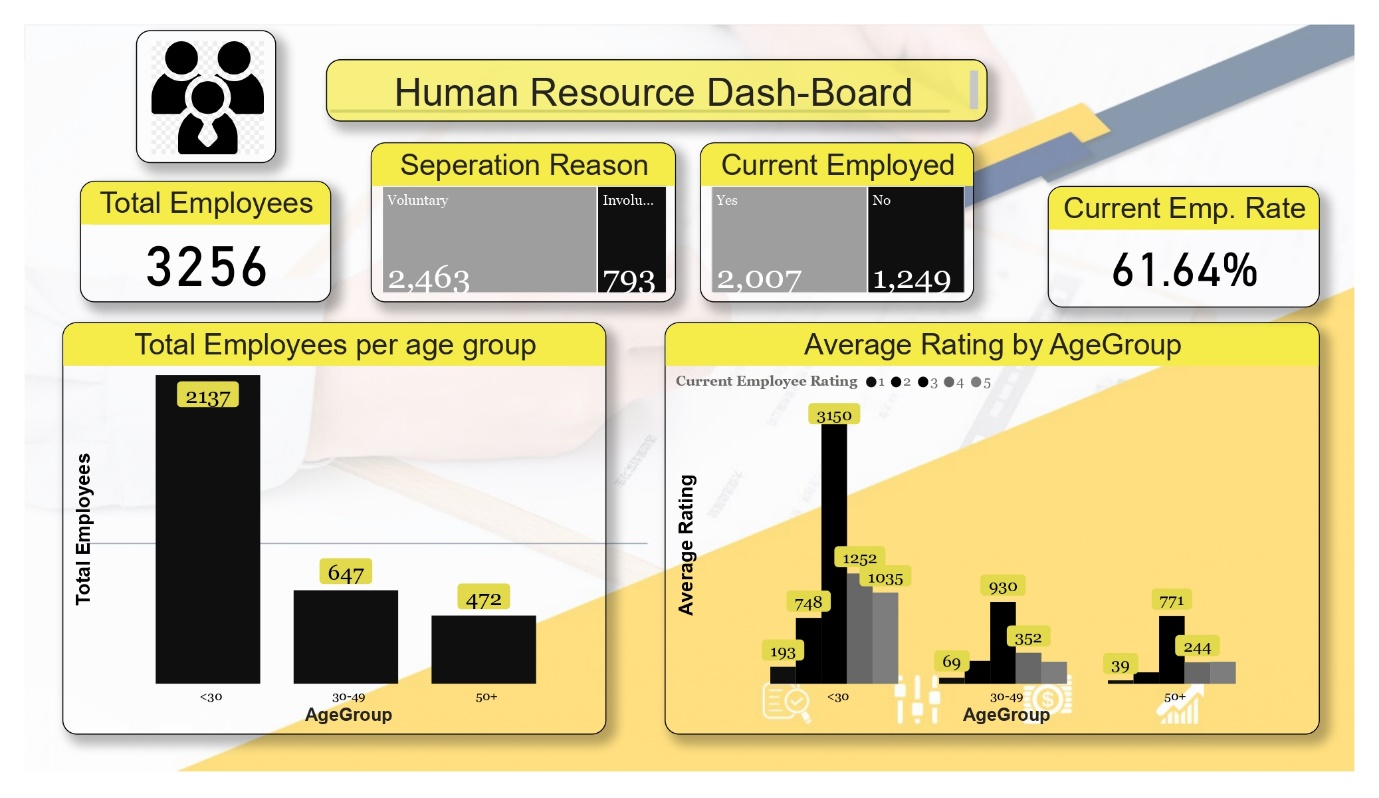 Human Resource Dash-Board
Total Employees
3256
Seperation Reason
Voluntary
Involu...
2,463
793
Current Employed
Yes
No
2,007
1,249
Current Emp. Rate
61.64%
Total Employees per age group
Total Employees
2137
647
472
<30
30-49
50+
AgeGroup
Average Rating by AgeGroup
Current Employee Rating 1 2 3 4 5
Average Rating
193
748
3150
1252
1035
69
930
352
39
771
244
<30
30-49
50+
AgeGroup